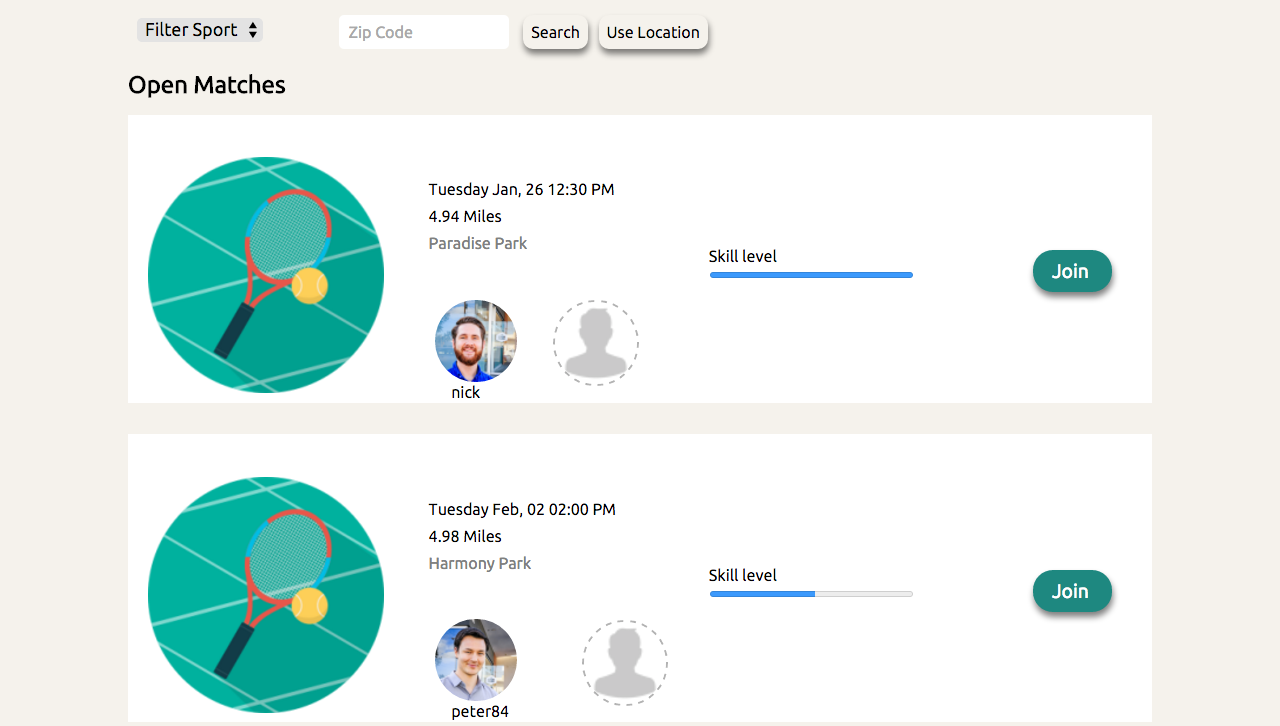 Filter Sport
Zip Code
Search
Use Location
Open Matches
Tuesday Jan, 26 12:30 PM
4.94 Miles
Paradise Park
Skill level
Join
nick
Tuesday Feb, 02 02:00 PM
4.98 Miles
Harmony Park
Skill level
Join
peter84